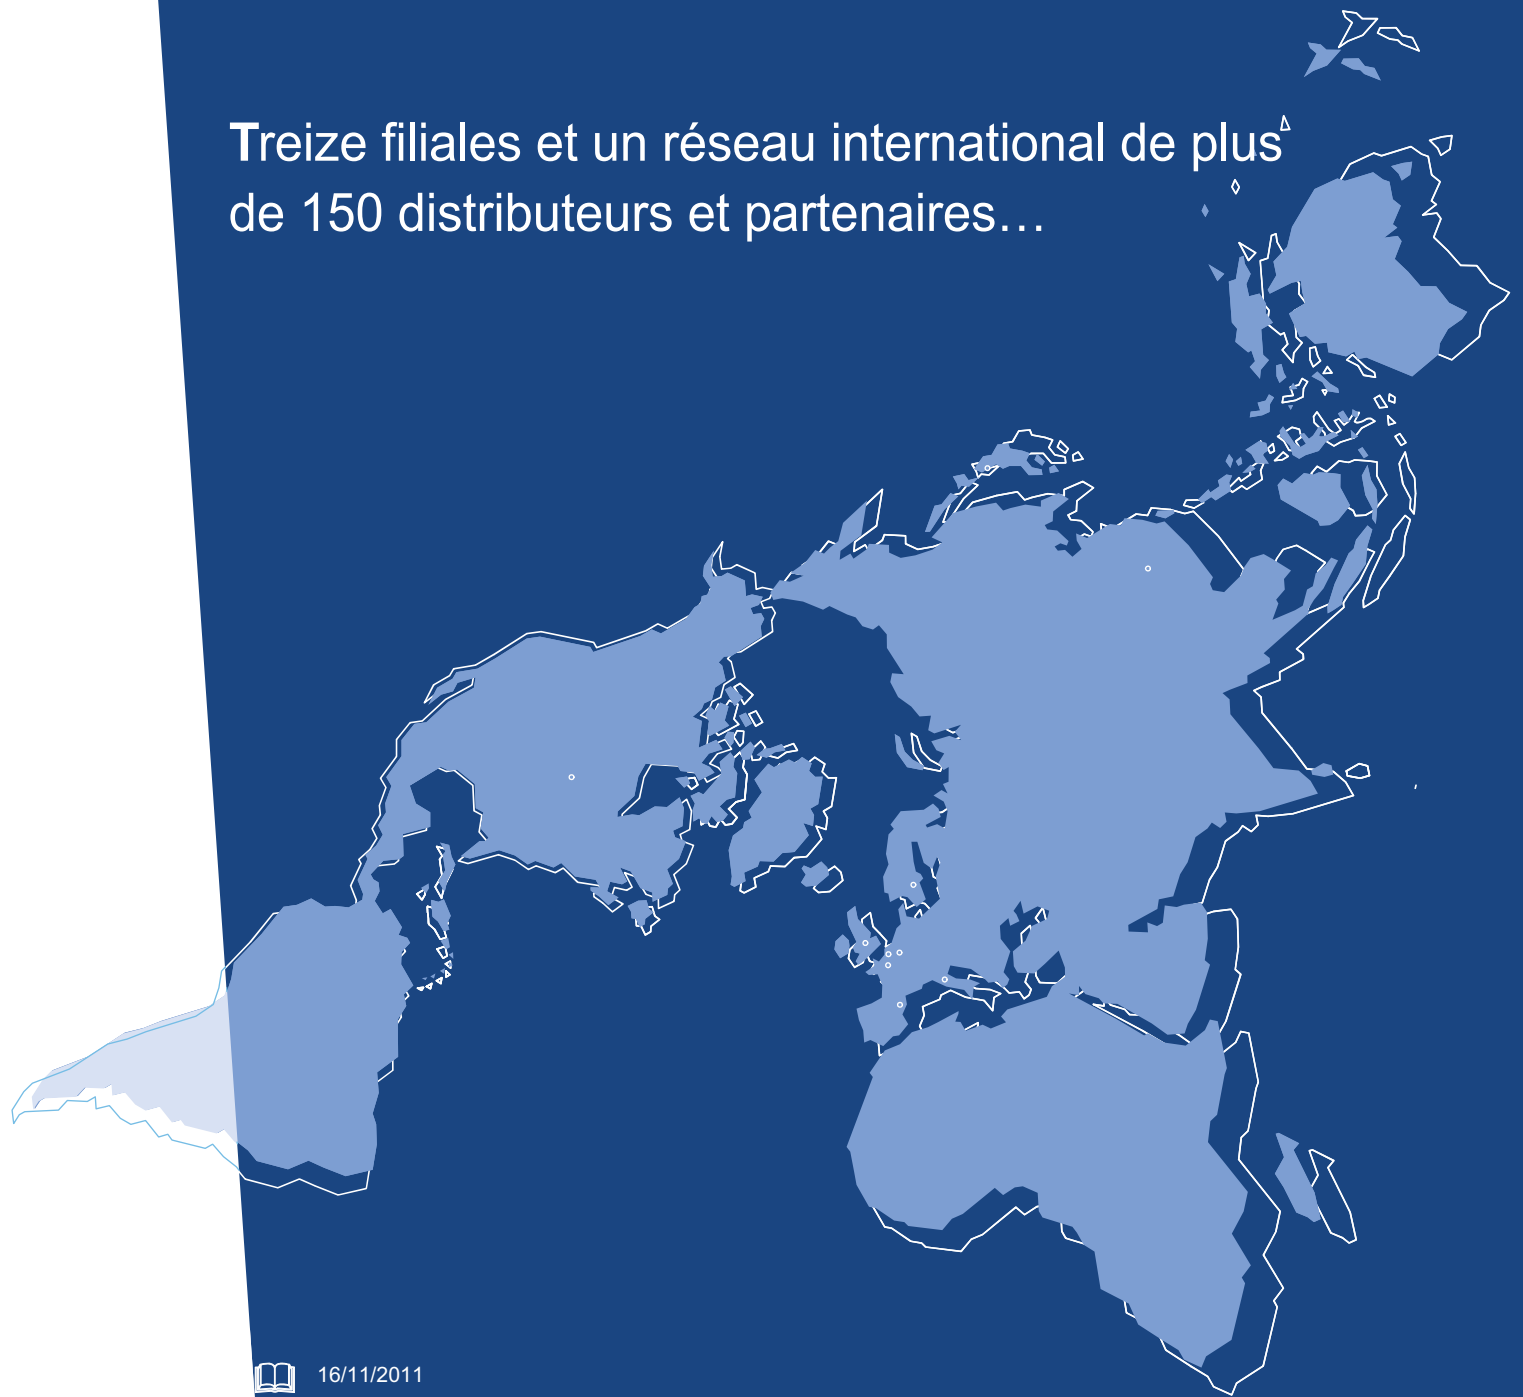 Treize filiales et un réseau international de plus
de 150 distributeurs et partenaires…
16/11/2011